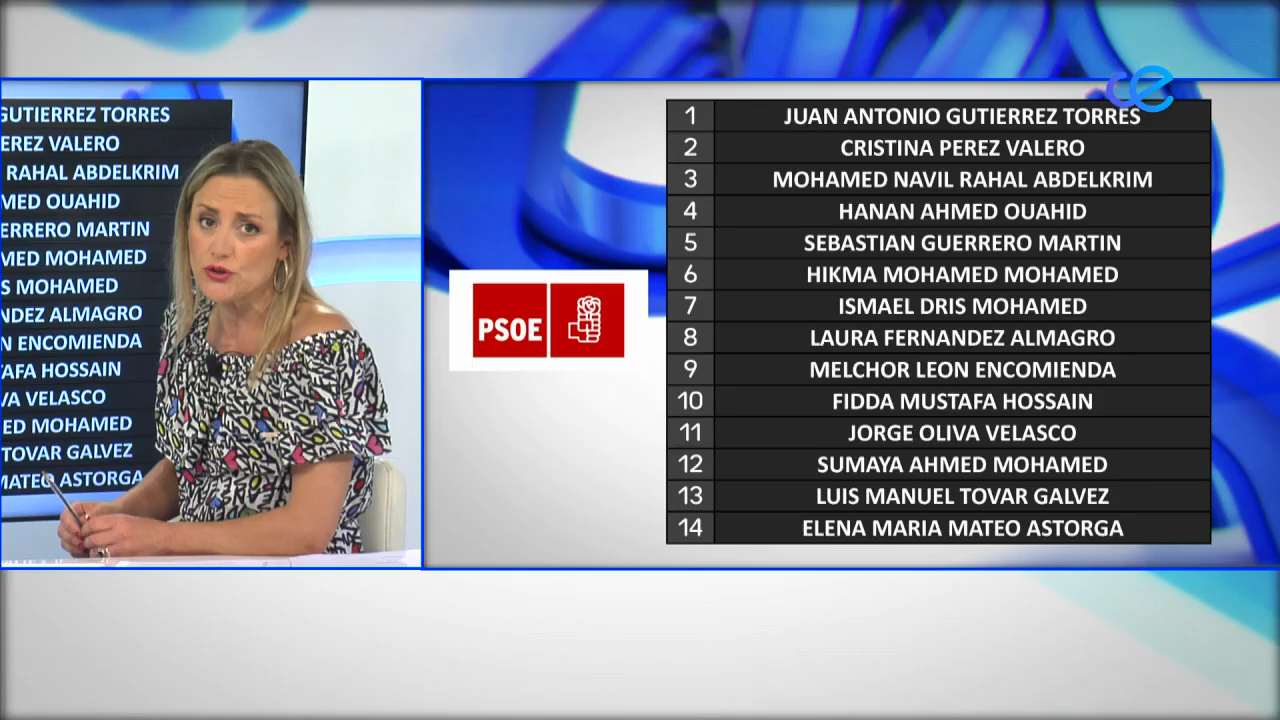 GUTIERREZ TORRES
EREZ VALERO
RAHAL ABDELKRIM
MED OUAHID
ERRERO MARTIN
MED MOHAMED
S MOHAMED
NDEZ ALMAGRO
N ENCOMIENDA
AFA HOSSAIN
VA VELASCO
ED MOHAMED
TOVAR GALVEZ
MATEO ASTORGA
PSOE
ce
1 JUAN ANTONIO GUTIERREZ TORRES
2 CRISTINA PEREZ VALERO
3 MOHAMED NAVIL RAHAL ABDELKRIM
4 HANAN AHMED OUAHID
5 SEBASTIAN GUERRERO MARTIN
6 HIKMA MOHAMED MOHAMED
7 ISMAEL DRIS MOHAMED
8 LAURA FERNANDEZ ALMAGRO
9 MELCHOR LEON ENCOMIENDA
10 FIDDA MUSTAFA HOSSAIN
11 JORGE OLIVA VELASCO
12 SUMAYA AHMED MOHAMED
13 LUIS MANUEL TOVAR GALVEZ
14 ELENA MARIA MATEO ASTORGA